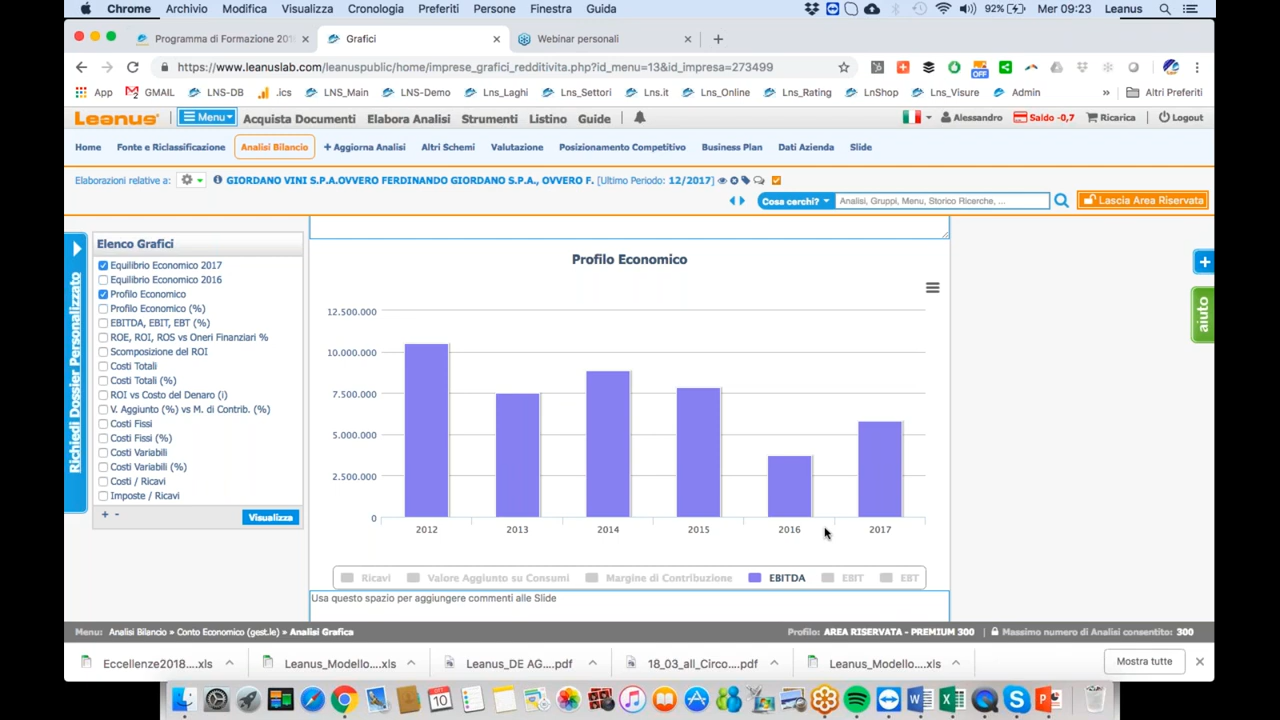 Chrome Archivio Modifica Visualizza Cronologia Preferiti Persone Finestra Guida 92% Mer 09:23 Leanus
Programma di Formazione 201 Grafici Webinar personali
https://www.leanuslab.com/leanuspublic/home/imprese_grafici_redditivita.php?id_menu=13&id_impresa=273499
OFF
App GMAIL LNS-DB .ics LNS_Main LNS-Demo Lns_Laghi Lns_Settori Lns.it Lns_Online Lns_Rating LnShop Lns_Visure Admin » Altri Preferiti
Leanus Menu Acquista Documenti Elabora Analisi Strumenti Listino Guide Alessandro Saldo -0,7 Ricarica Logout
Home Fonte e Riclassificazione Analisi Bilancio + Aggiorna Analisi Altri Schemi Valutazione Posizionamento Competitivo Business Plan Dati Azienda Slide
Elaborazioni relative a: GIORDANO VINI S.P.A.OVVERO FERDINANDO GIORDANO S.P.A., OVVERO F. [Ultimo Periodo: 12/2017]
Cosa cerchi? Analisi, Gruppi, Menu, Storico Ricerche, ... Lascia Area Riservata
Richiedi Dossier Personalizzato
Elenco Grafici
Equilibrio Economico 2017
Equilibrio Economico 2016
Profilo Economico
Profilo Economico (%)
EBITDA, EBIT, EBT (%)
ROE, ROI, ROS vs Oneri Finanziari %
Scomposizione del ROI
Costi Totali
Costi Totali (%)
ROI vs Costo del Denaro (i)
V. Aggiunto (%) vs M. di Contrib. (%)
Costi Fissi
Costi Fissi (%)
Costi Variabili
Costi Variabili (%)
Costi / Ricavi
Imposte / Ricavi
+ - Visualizza
Profilo Economico
12.500.000
10.000.000
7.500.000
5.000.000
2.500.000
0
2012 2013 2014 2015 2016 2017
Ricavi Valore Aggiunto su Consumi Margine di Contribuzione EBITDA EBIT EBT
Usa questo spazio per aggiungere commenti alle Slide
+
aiuto
Menu: Analisi Bilancio » Conto Economico (gest.le) » Analisi Grafica Profilo: AREA RISERVATA - PREMIUM 300 Massimo numero di Analisi consentito: 300
Eccellenze2018....xls Leanus_Modello....xls Leanus_DE AG....pdf 18_03_all_Circo....pdf Leanus_Modello....xls Mostra tutte
10